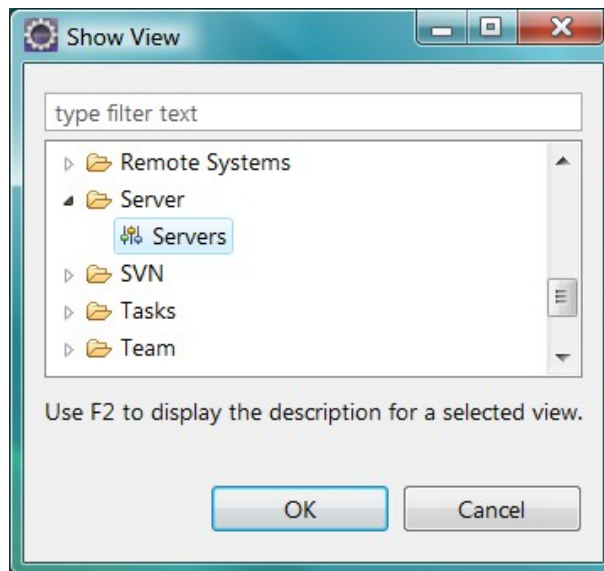 Show View
type filter text
Remote Systems
Server
Servers
SVN
Tasks
Team
Use F2 to display the description for a selected view.
OK Cancel